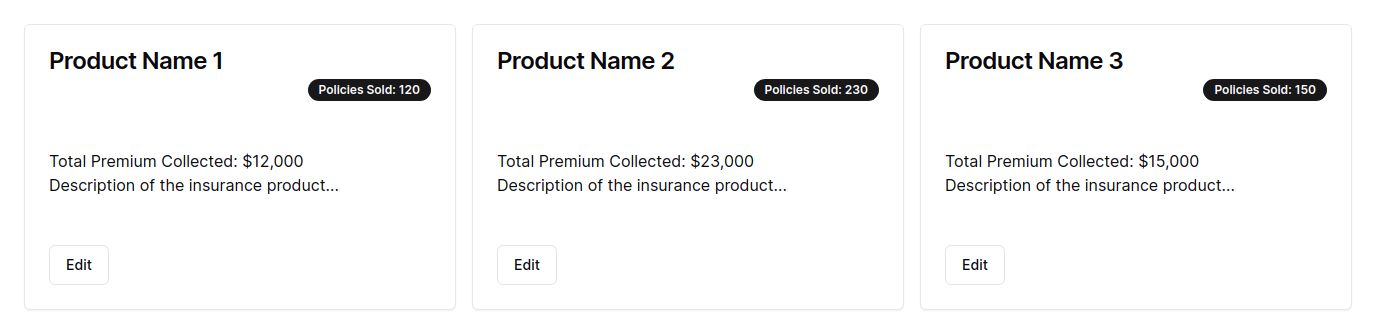 Product Name 1
Policies Sold: 120
Total Premium Collected: $12,000
Description of the insurance product...
Edit
Product Name 2
Policies Sold: 230
Total Premium Collected: $23,000
Description of the insurance product...
Edit
Product Name 3
Policies Sold: 150
Total Premium Collected: $15,000
Description of the insurance product...
Edit